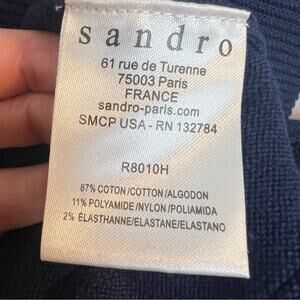 sandro
61 rue de Turenne
75003 Paris
FRANCE
sandro-paris.com
SMCP USA - RN 132784
R8010H
87% COTON/COTTON/ALGODON
11% POLYAMIDE/NYLON/POLIAMIDA
2% ÉLASTHANNE/ELASTANE/ELASTANO